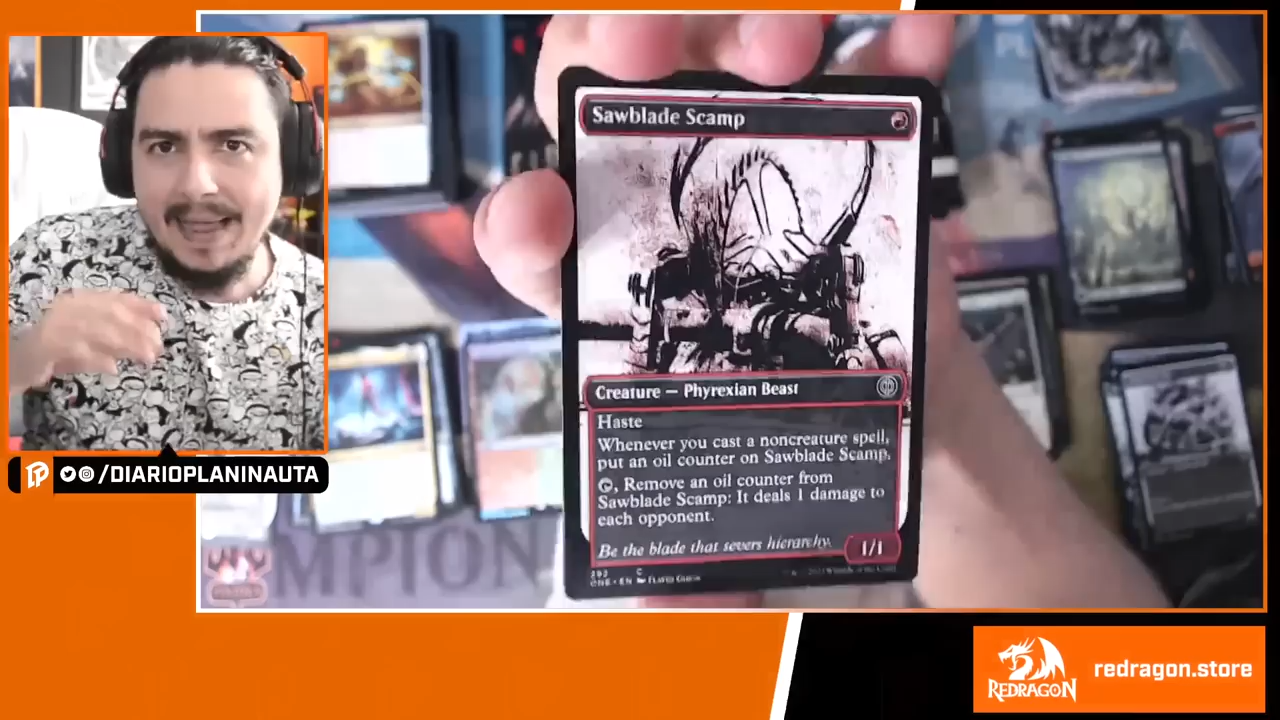 Sawblade Scamp
Creature — Phyrexian Beast
Haste
Whenever you cast a noncreature spell,
put an oil counter on Sawblade Scamp.
, Remove an oil counter from
Sawblade Scamp: It deals 1 damage to
each opponent.
Be the blade that severs hierarchy.
1/1
C
ONE • EN
/DIARIOPLANINAUTA
MPION
REDRAGON
redragon.store